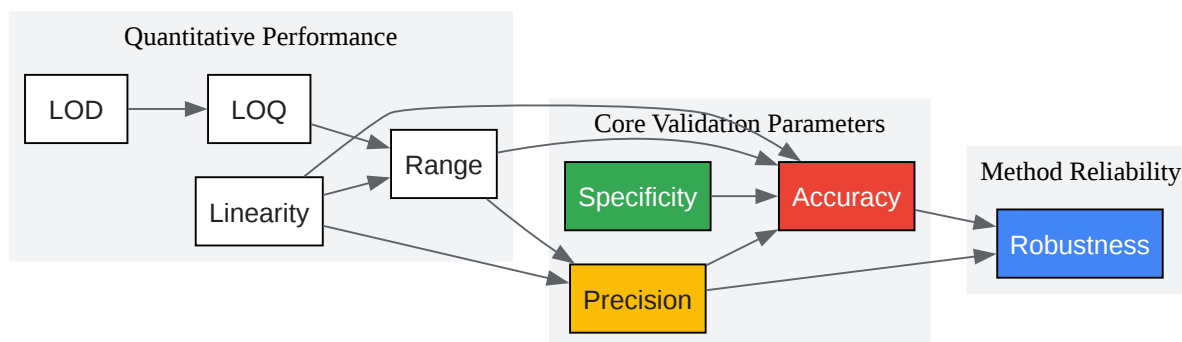 Quantitative Performance
LOD
LOQ
Range
Linearity
Core Validation Parameters
Specificity
Accuracy
Precision
Method Reliability
Robustness